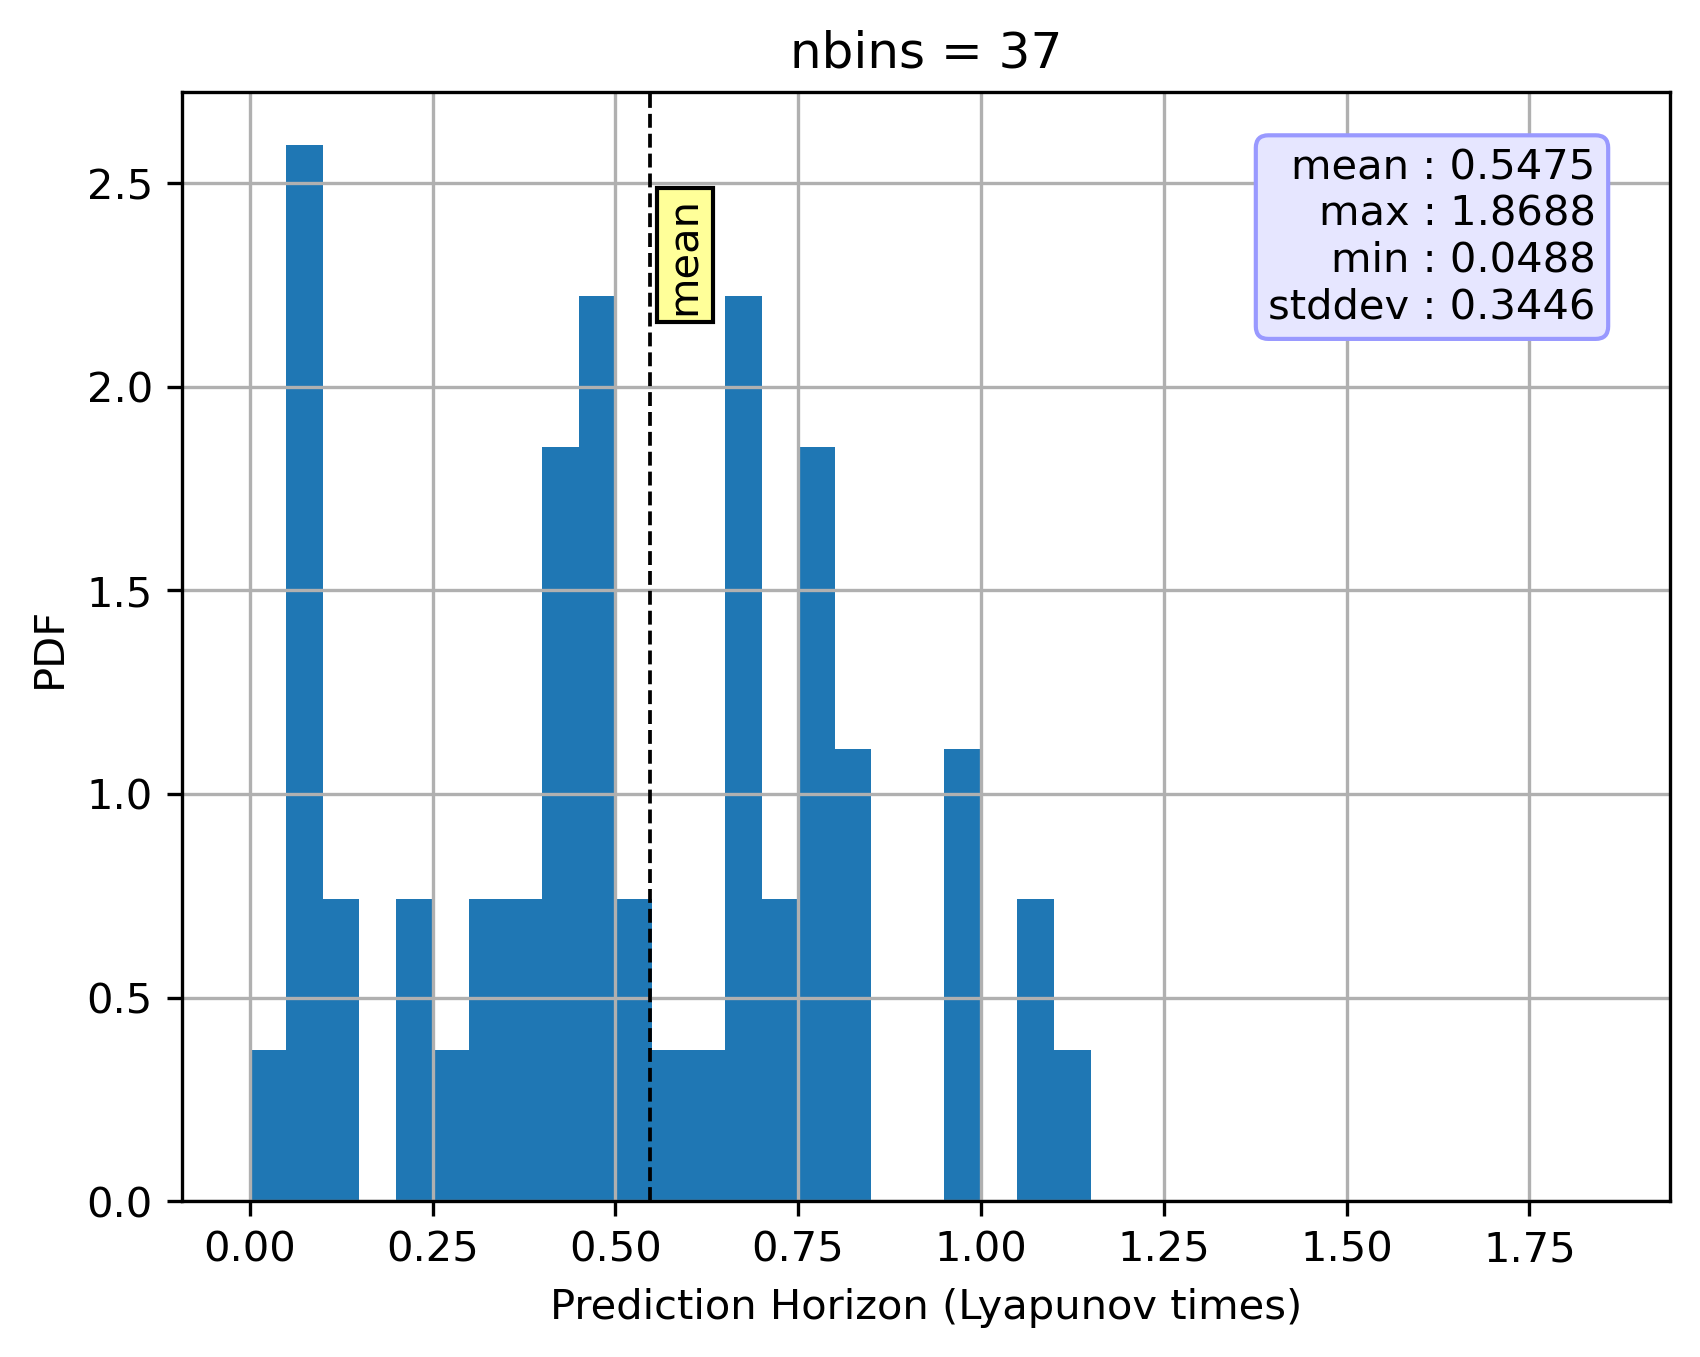 nbins = 37
mean : 0.5475
max : 1.8688
min : 0.0488
stddev : 0.3446
mean
2.5
2.0
1.5
1.0
0.5
0.0
PDF
0.00 0.25 0.50 0.75 1.00 1.25 1.50 1.75
Prediction Horizon (Lyapunov times)